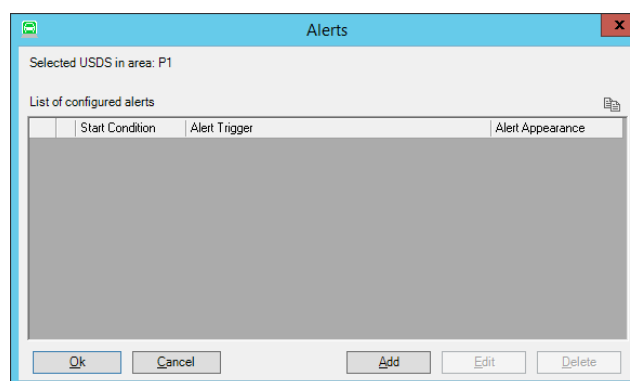 Alerts
x
Selected USDS in area: P1
List of configured alerts
Start Condition Alert Trigger Alert Appearance
Ok Cancel Add Edit Delete